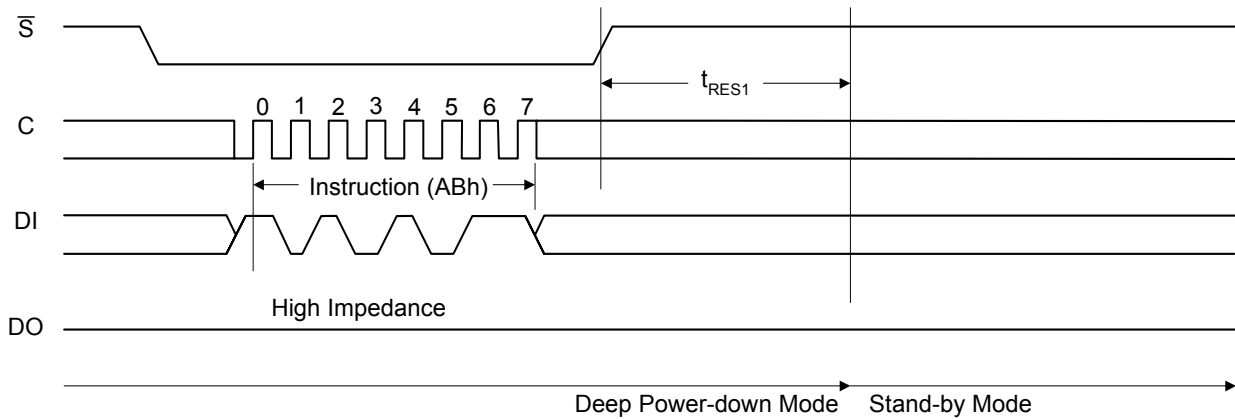 S̅
tRES1
0 1 2 3 4 5 6 7
C
Instruction (ABh)
DI
High Impedance
DO
Deep Power-down Mode Stand-by Mode